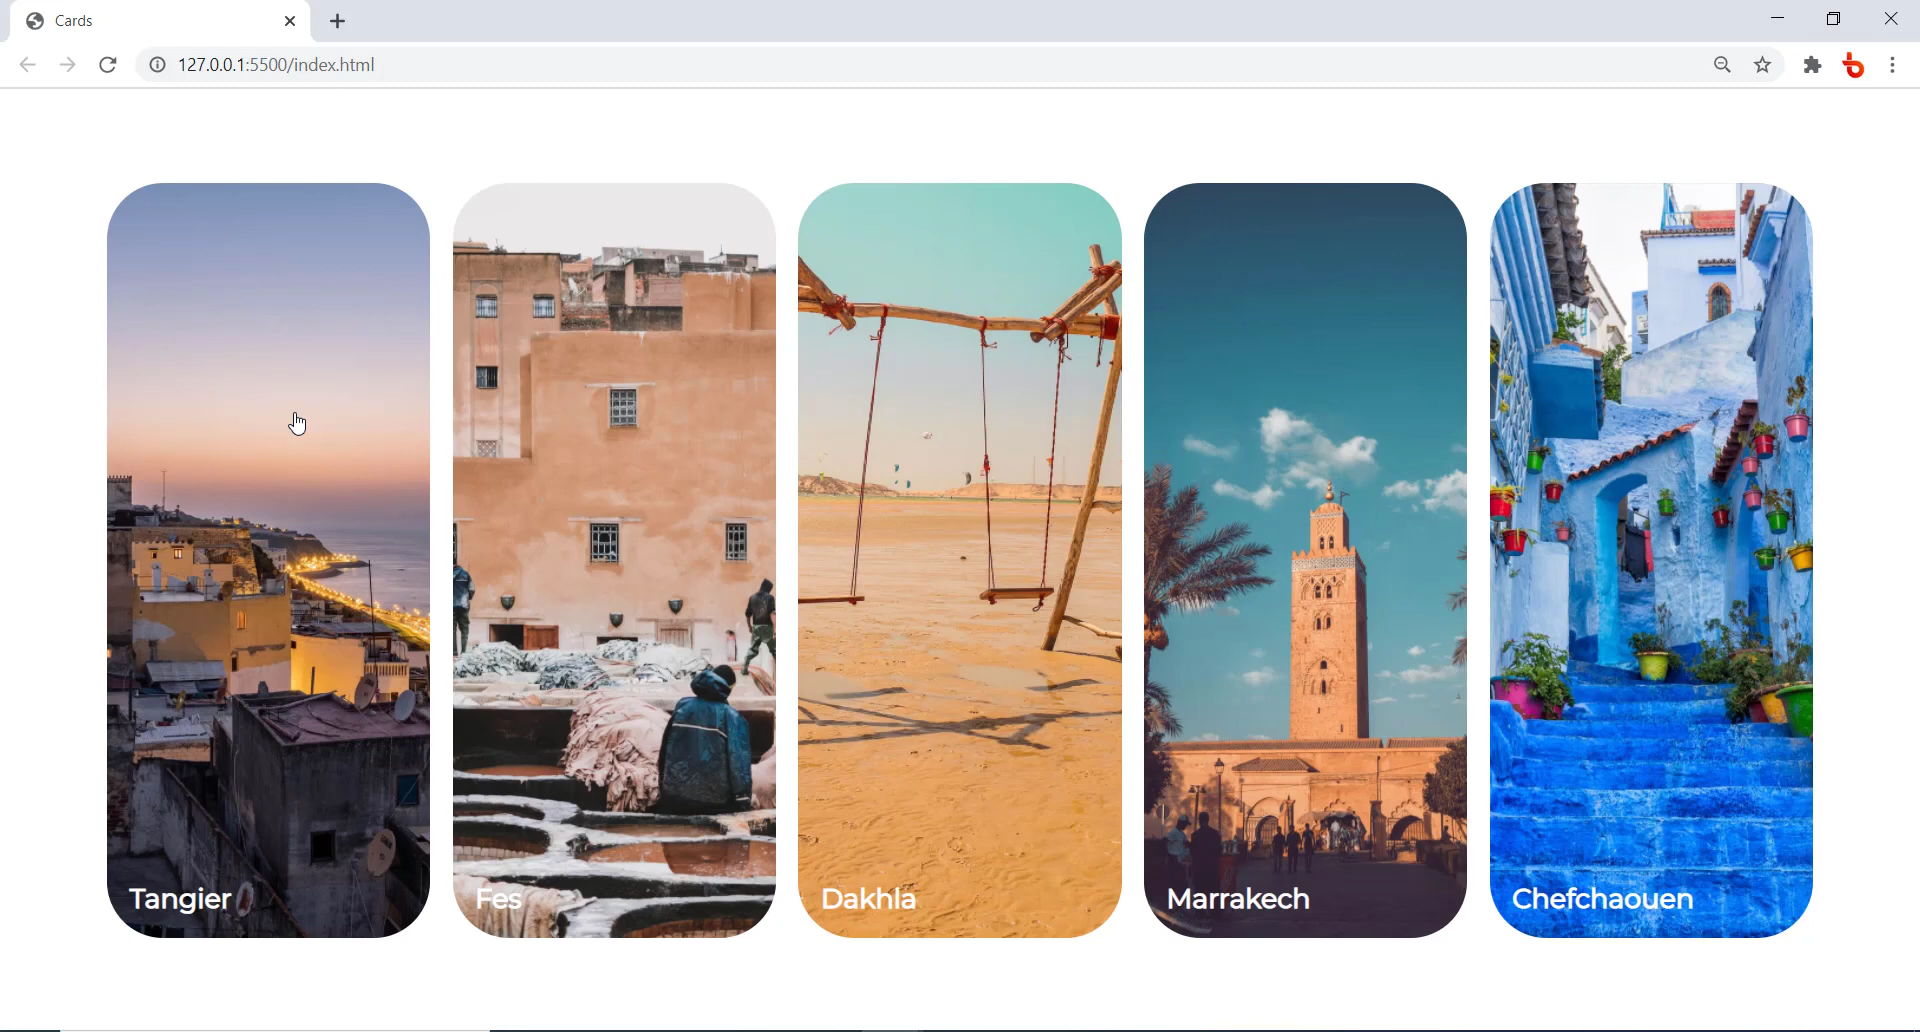 Cards
127.0.0.1:5500/index.html
Tangier
Fes
Dakhla
Marrakech
Chefchaouen